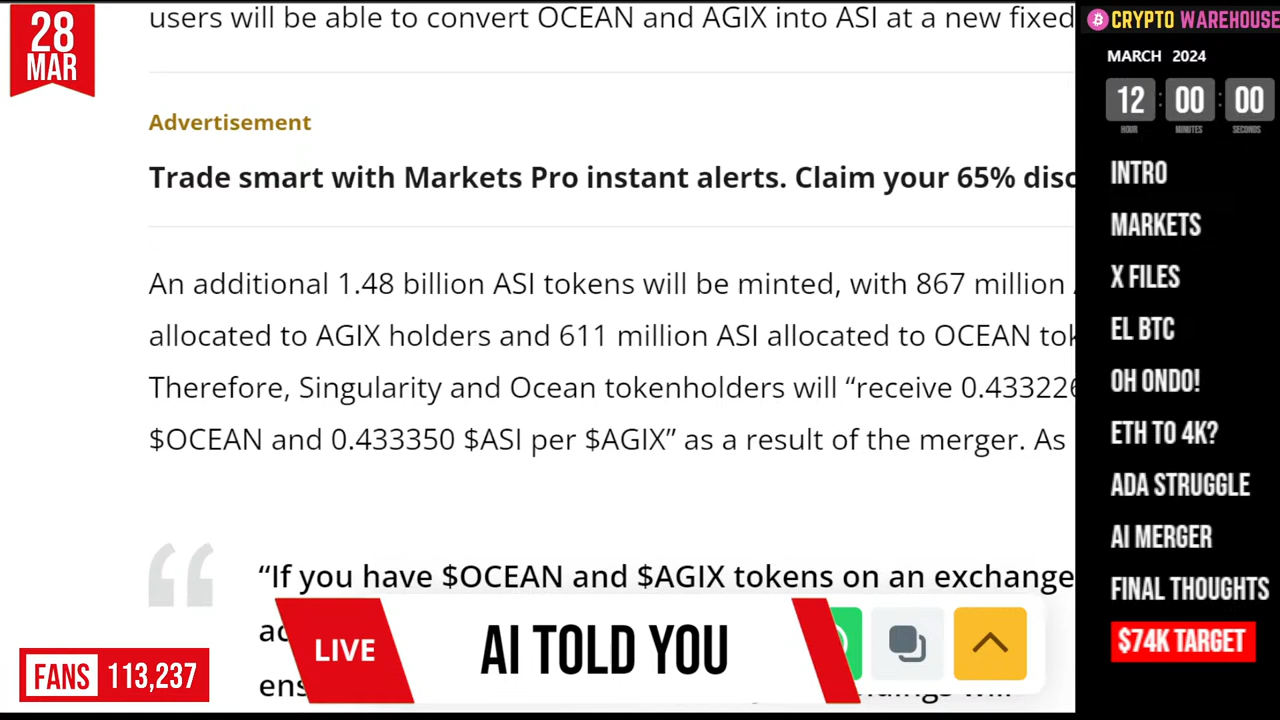 28
MAR
users will be able to convert OCEAN and AGIX into ASI at a new fixed
Advertisement
Trade smart with Markets Pro instant alerts. Claim your 65%
An additional 1.48 billion ASI tokens will be minted, with 867 million
allocated to AGIX holders and 611 million ASI allocated to OCEAN
Therefore, Singularity and Ocean tokenholders will “receive 0.433226
$OCEAN and 0.433350 $ASI per $AGIX” as a result of the merger. As
“If you have $OCEAN and $AGIX tokens on an exchange
LIVE
AI TOLD YOU
FANS 113,237
CRYPTO WAREHOUSE
MARCH 2024
12 : 00 : 00
HOUR MINUTES SECONDS
INTRO
MARKETS
X FILES
EL BTC
OH ONDO!
ETH TO 4K?
ADA STRUGGLE
AI MERGER
FINAL THOUGHTS
$74K TARGET